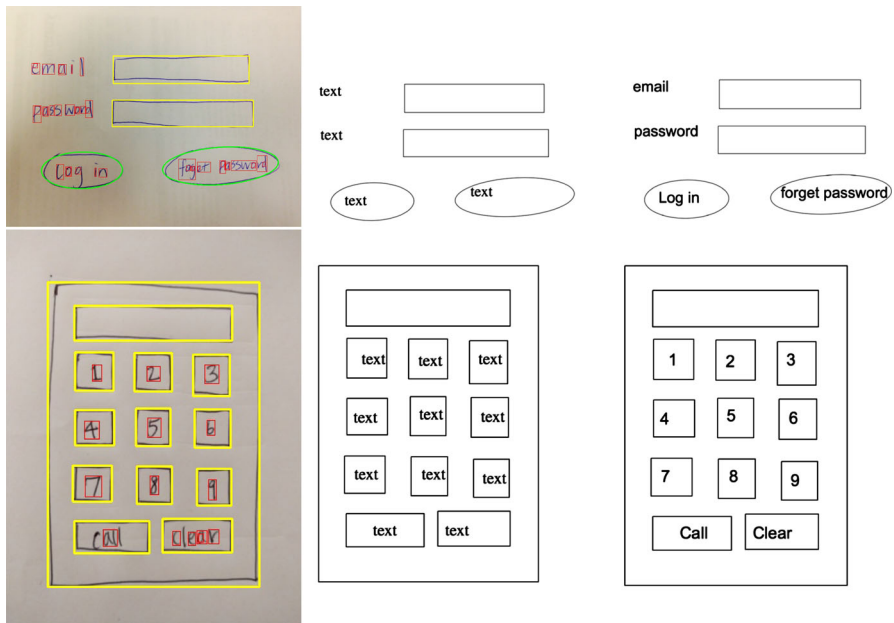 email
password
Log in
Password
text
text
text
text
email
password
Log in
forget password
1 2 3
4 5 6
7 8 9
call clear
text text text
text text text
text text text
text text
1 2 3
4 5 6
7 8 9
Call Clear